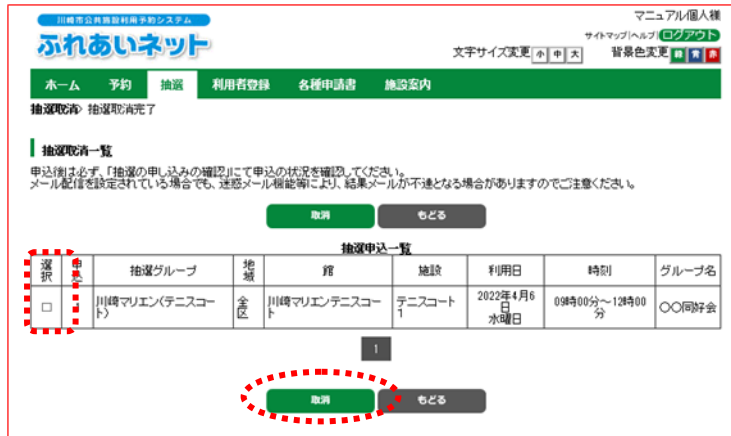 マニュアル個人様
川崎市公共施設利用予約システム
ふれあいネット
サイトマップ|ヘルプ|ログアウト
文字サイズ変更 小 中 大 背景色変更 緑 青 赤
ホーム 予約 抽選 利用者登録 各種申請書 施設案内
抽選取消> 抽選取消完了
抽選取消一覧
申込後は必ず、「抽選の申し込みの確認」にて申込の状況を確認してください。
メール配信を設定されている場合でも、迷惑メール機能等により、結果メールが不達となる場合がありますのでご注意ください。
取消 もどる
抽選申込一覧
選択 申込 抽選グループ 地域 館 施設 利用日 時刻 グループ名
川崎マリエン(テニスコート) 全区 川崎マリエンテニスコート テニスコート1 2022年4月6日 水曜日 09時00分～12時00分 〇〇同好会
1
取消 もどる